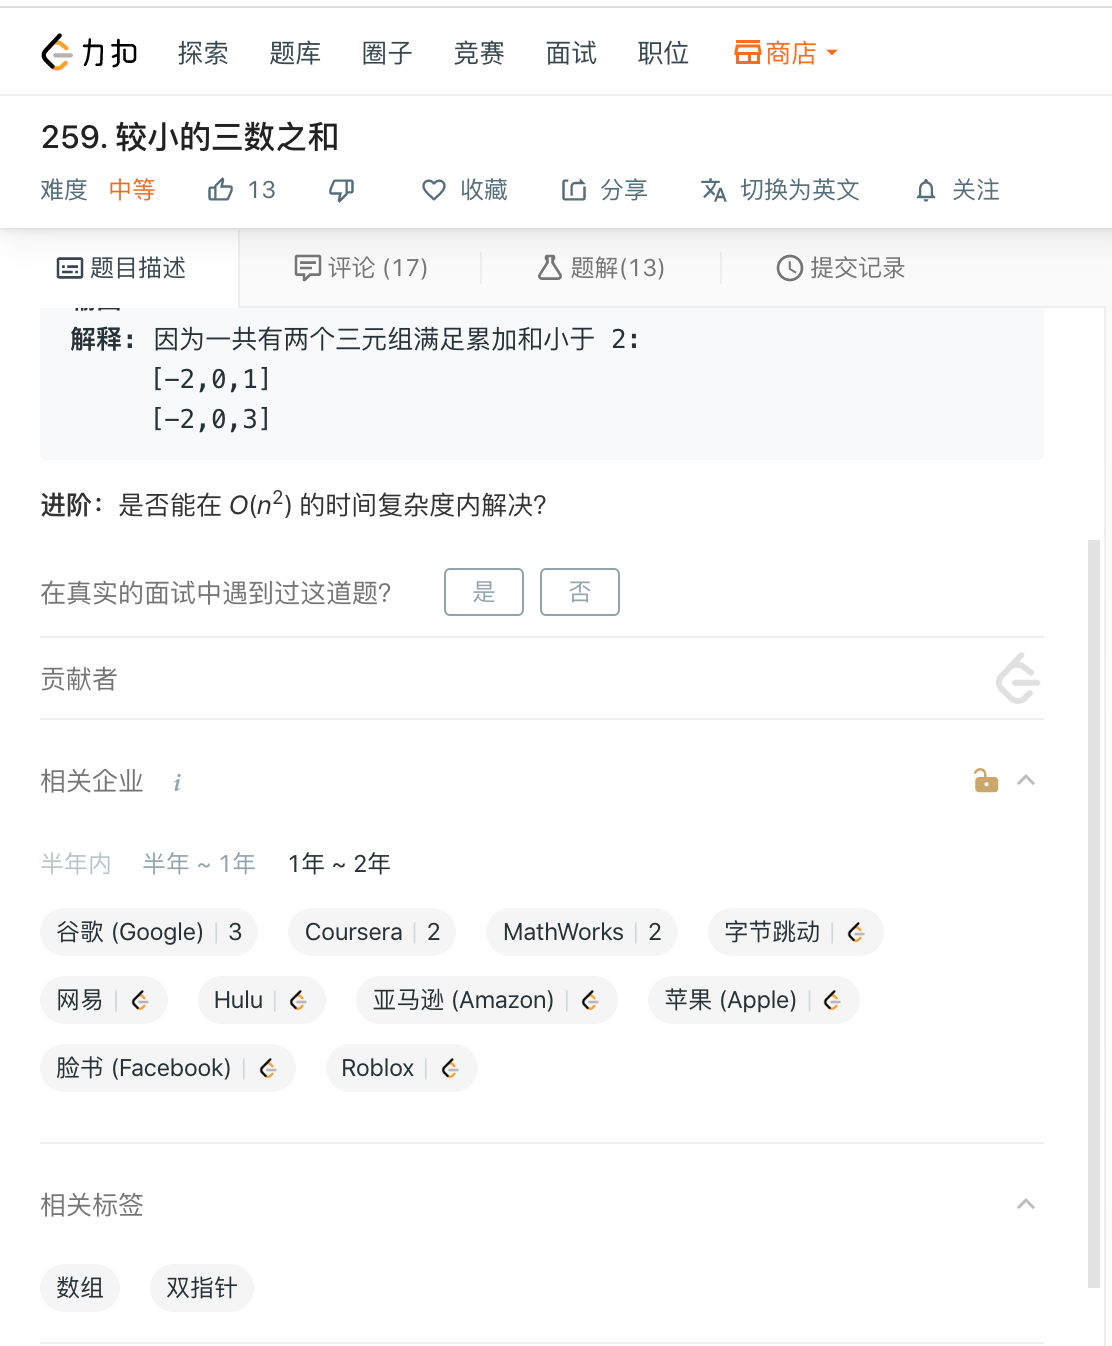 力扣 探索 题库 圈子 竞赛 面试 职位 商店
259. 较小的三数之和
难度 中等 13 收藏 分享 切换为英文 关注
题目描述 评论 (17) 题解(13) 提交记录
解释： 因为一共有两个三元组满足累加和小于 2:
[-2,0,1]
[-2,0,3]
进阶：是否能在 O(n²) 的时间复杂度内解决?
在真实的面试中遇到过这道题? 是 否
贡献者
相关企业 i
半年内 半年 ~ 1年 1年 ~ 2年
谷歌 (Google) | 3 Coursera | 2 MathWorks | 2 字节跳动
网易 Hulu 亚马逊 (Amazon) 苹果 (Apple)
脸书 (Facebook) Roblox
相关标签
数组 双指针